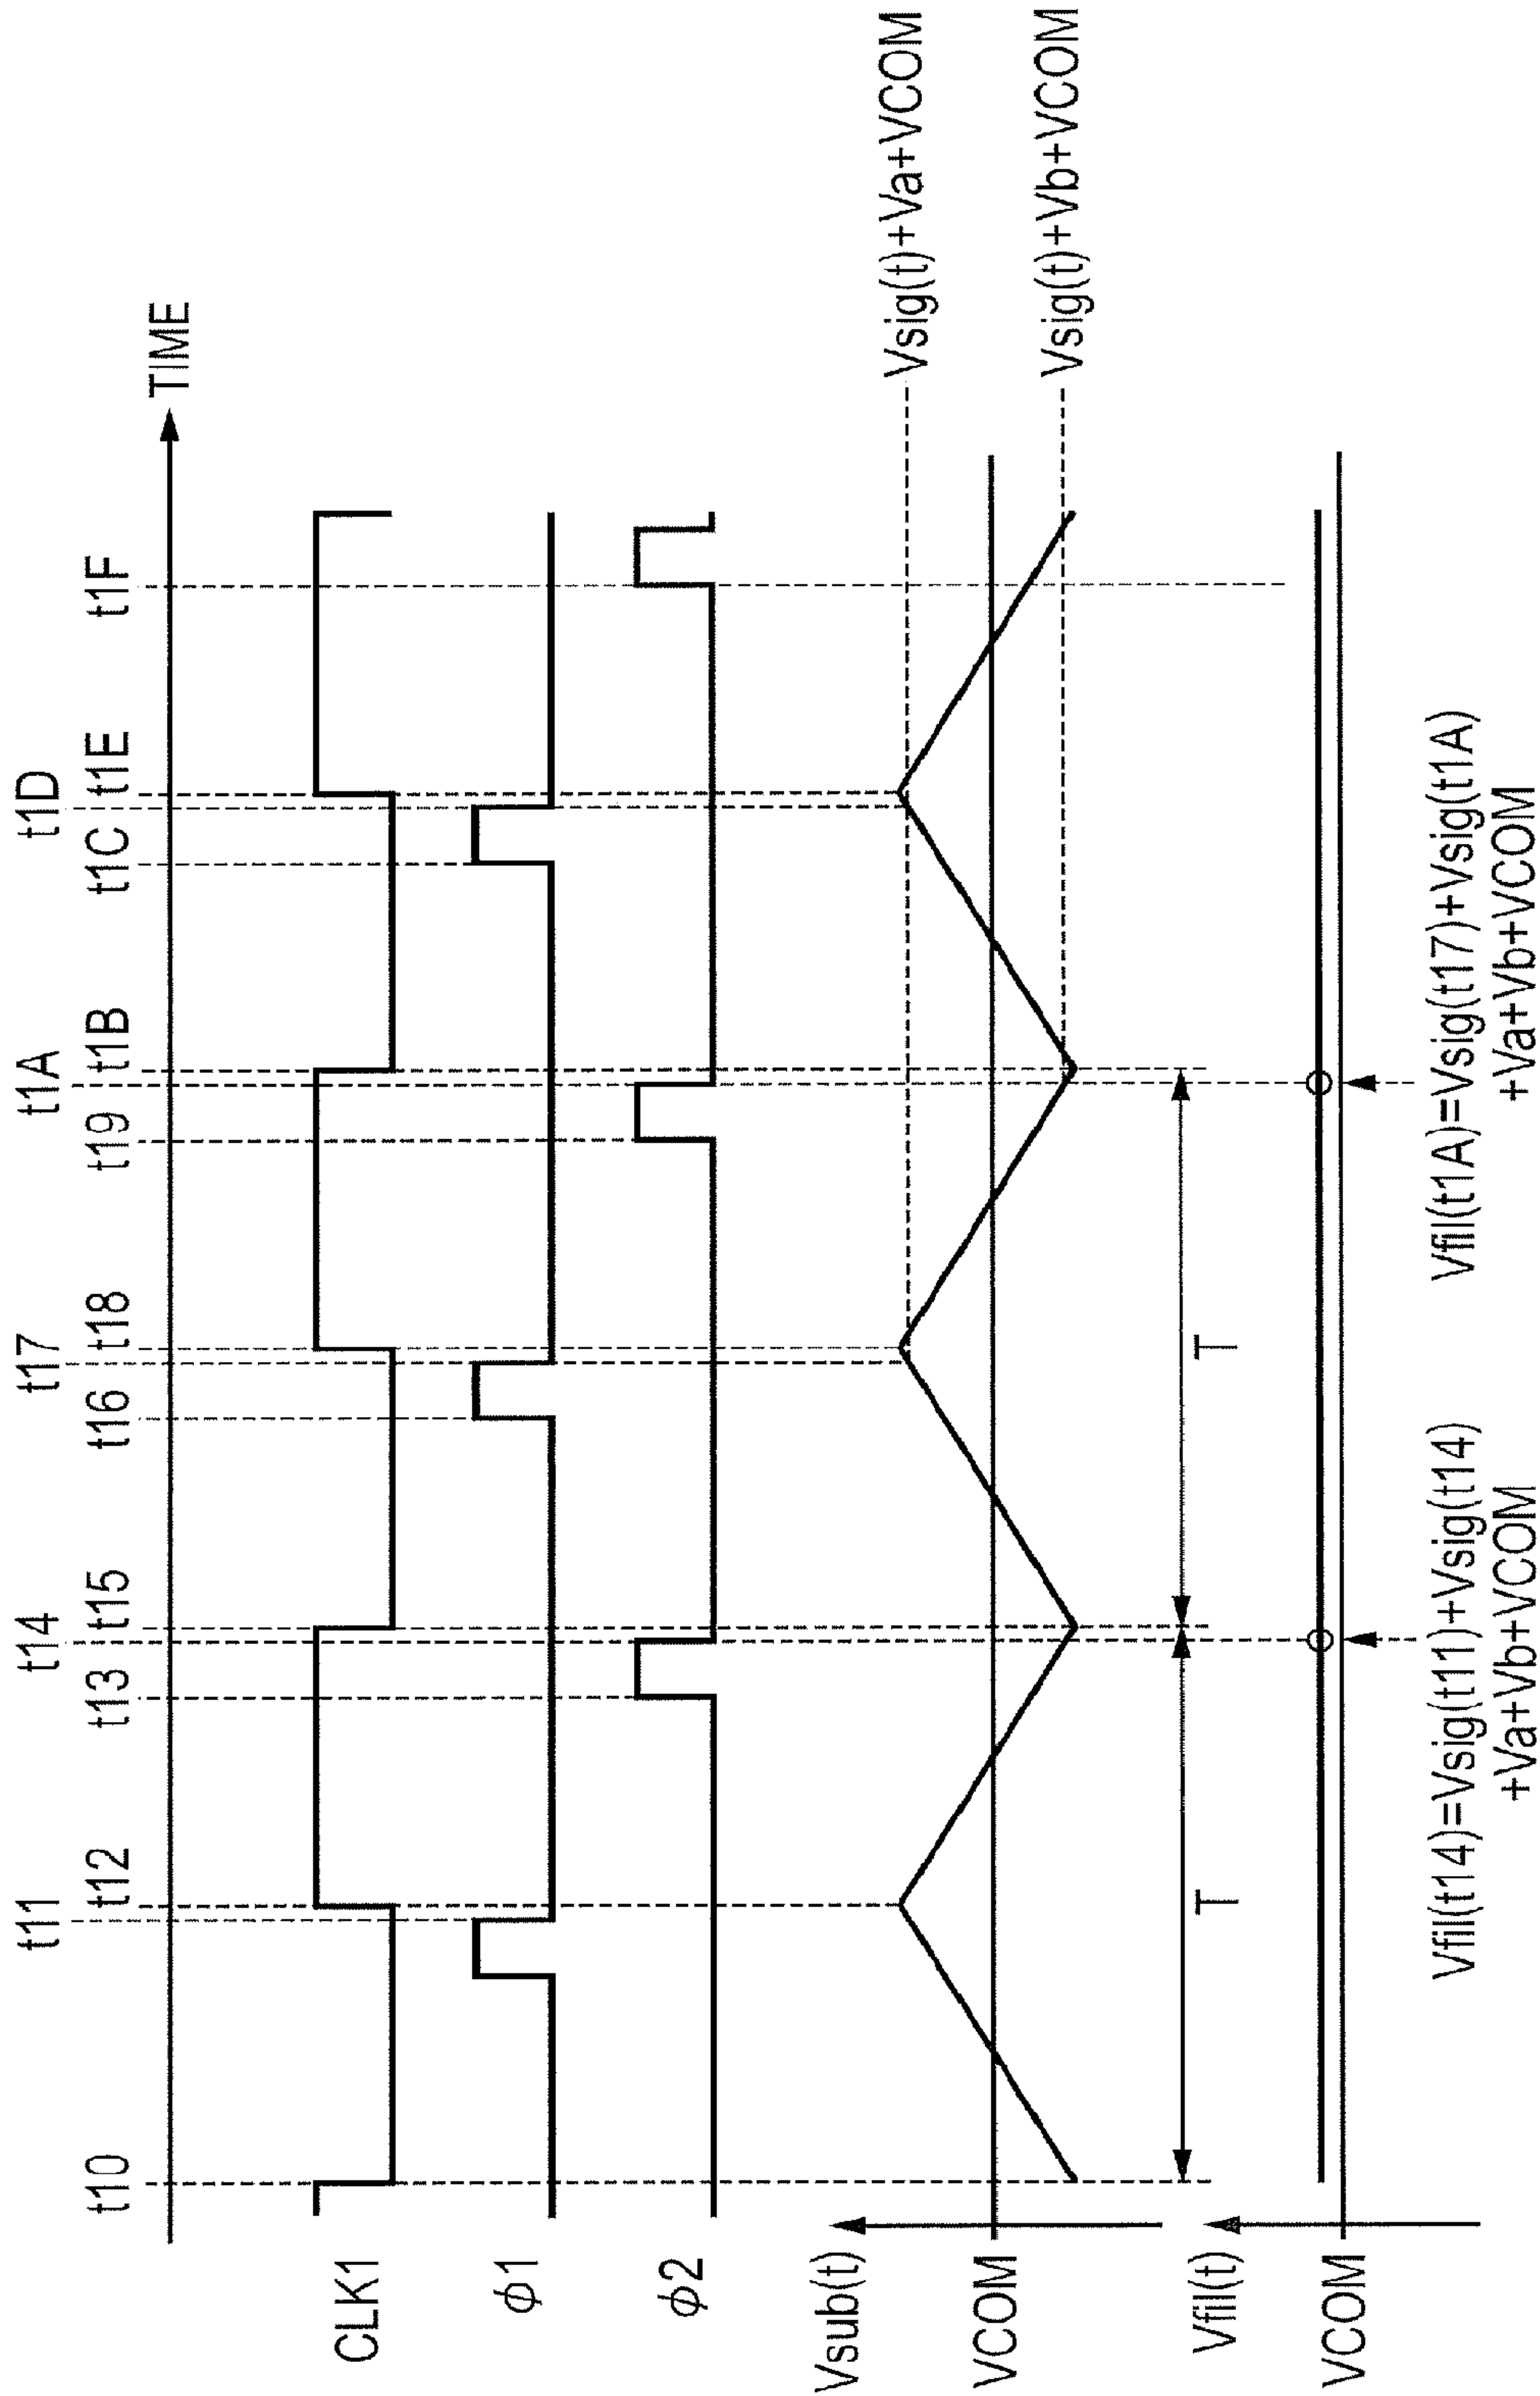 TIME
t11 t14 t17 t1A t1D
t10 t12 t13 t15 t16 t18 t19 t1B t1C t1E t1F
CLK1
ϕ1
ϕ2
Vsub(t)
VCOM
Vsig(t)+Va+VCOM
Vsig(t)+Vb+VCOM
T T
Vfil(t)
VCOM
Vfil(t14)=Vsig(t11)+Vsig(t14)
+Va+Vb+VCOM
Vfil(t1A)=Vsig(t17)+Vsig(t1A)
+Va+Vb+VCOM